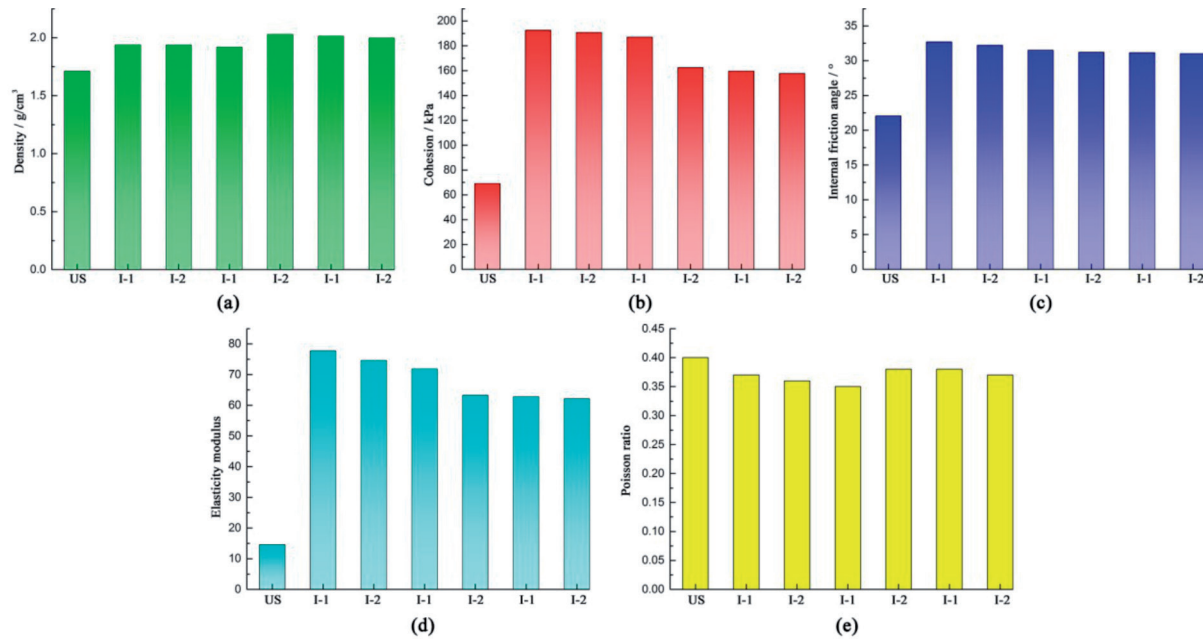 Density / g/cm³
2.0
1.5
1.0
0.5
0.0
US I-1 I-2 I-1 I-2 I-1 I-2
(a)
Cohesion / kPa
200
180
160
140
120
100
80
60
40
20
0
US I-1 I-2 I-1 I-2 I-1 I-2
(b)
Internal friction angle / °
35
30
25
20
15
10
5
0
US I-1 I-2 I-1 I-2 I-1 I-2
(c)
Elasticity modulus
80
70
60
50
40
30
20
10
0
US I-1 I-2 I-1 I-2 I-1 I-2
(d)
Poisson ratio
0.45
0.40
0.35
0.30
0.25
0.20
0.15
0.10
0.05
0.00
US I-1 I-2 I-1 I-2 I-1 I-2
(e)